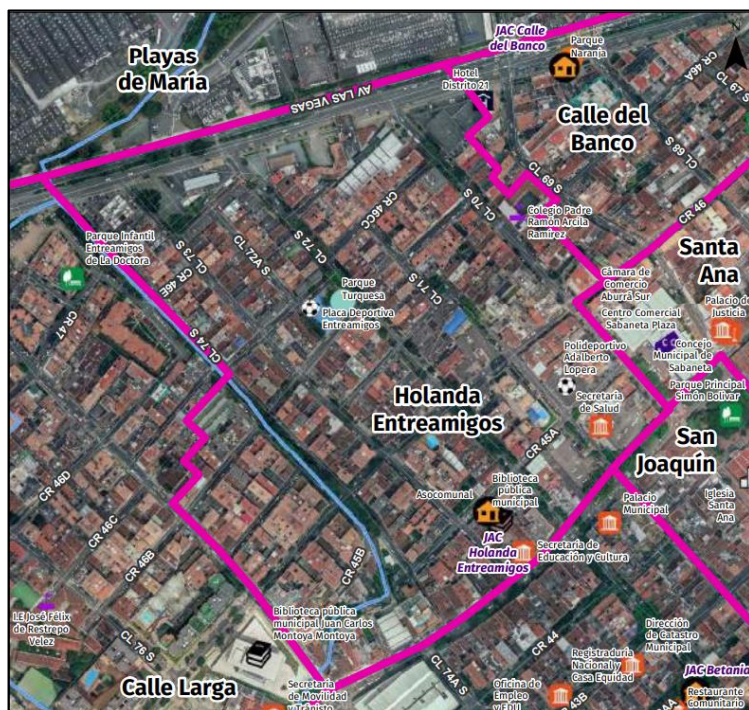 JAC Calle
del Banco
Parque
Naranja
N
Playas
de María
Hotel
Distrito 21
CR 46A
CL 67 S
AV LAS VEGAS
Calle del
Banco
CL 68 S
CL 69 S
CR 46
CL 70 S
Colegio Padre
Ramón Arcila
Ramírez
CR 46CC
CL 72 S
CL 72A S
CL 73 S
CR 46E
CL 71 S
Parque Infantil
Entreamigos
de La Doctora
Santa
Ana
Cámara de
Comercio
Aburrá Sur
Parque
Turquesa
Placa Deportiva
Entreamigos
Palacio de
Justicia
Centro Comercial
Sabaneta Plaza
CR 47
CL 74 S
Concejo
Municipal de
Sabaneta
Polideportivo
Adalberto
Lopera
Parque Principal
Simón Bolívar
Holanda
Entreamigos
Secretaría
de Salud
San
Joaquín
CR 45A
CR 46D
Biblioteca
pública
municipal
Asocomunal
Palacio
Municipal
Iglesia
Santa
Ana
CR 46C
JAC
Holanda
Entreamigos
Secretaría de
Educación y Cultura
CR 46B
CR 45B
I.E José Félix
de Restrepo
Velez
Biblioteca pública
municipal Juan Carlos
Montoya Montoya
CL 76 S
CR 44
Dirección
de Catastro
Municipal
CL 74A S
Registraduría
Nacional y
Casa Equidad
JAC Betania
Calle Larga
Secretaría
de Movilidad
y Tránsito
Oficina de
Empleo
y EDU
43B
Restaurante
Comunitario